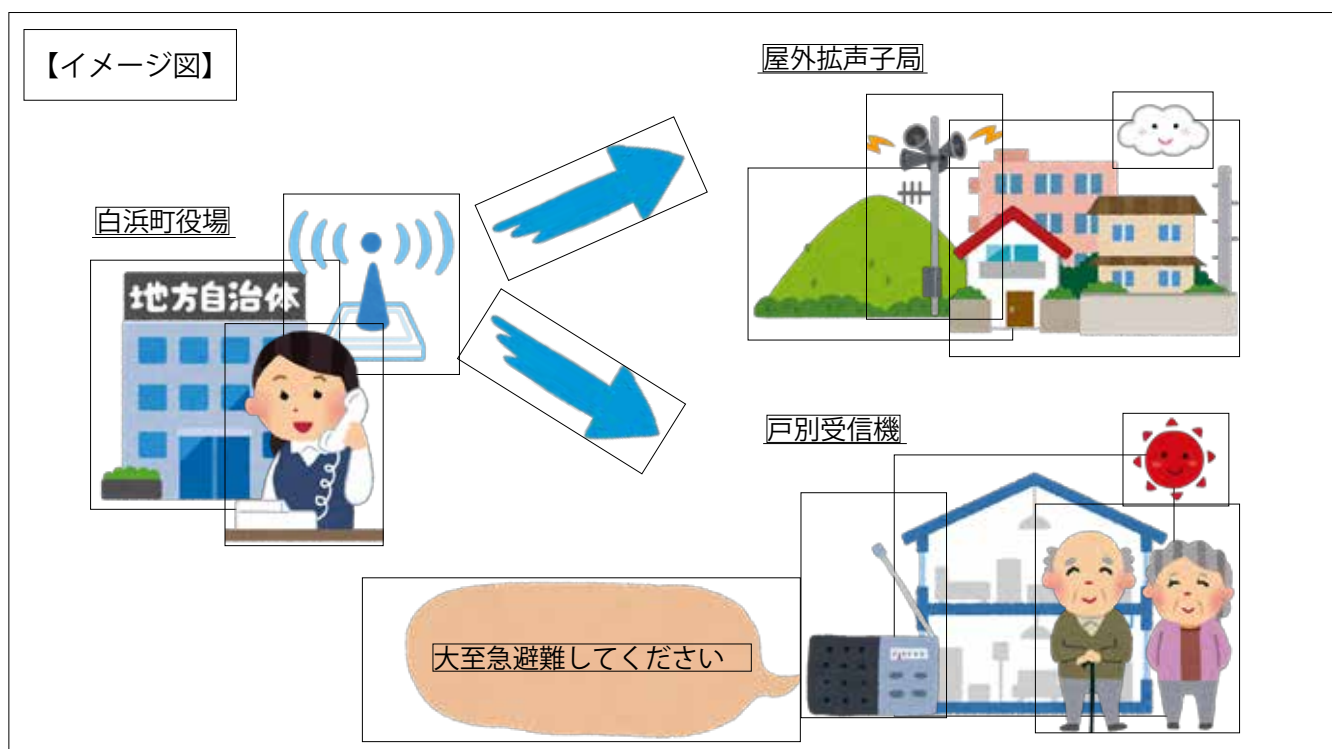 【イメージ図】
屋外拡声子局
白浜町役場
地方自治体
戸別受信機
大至急避難してください